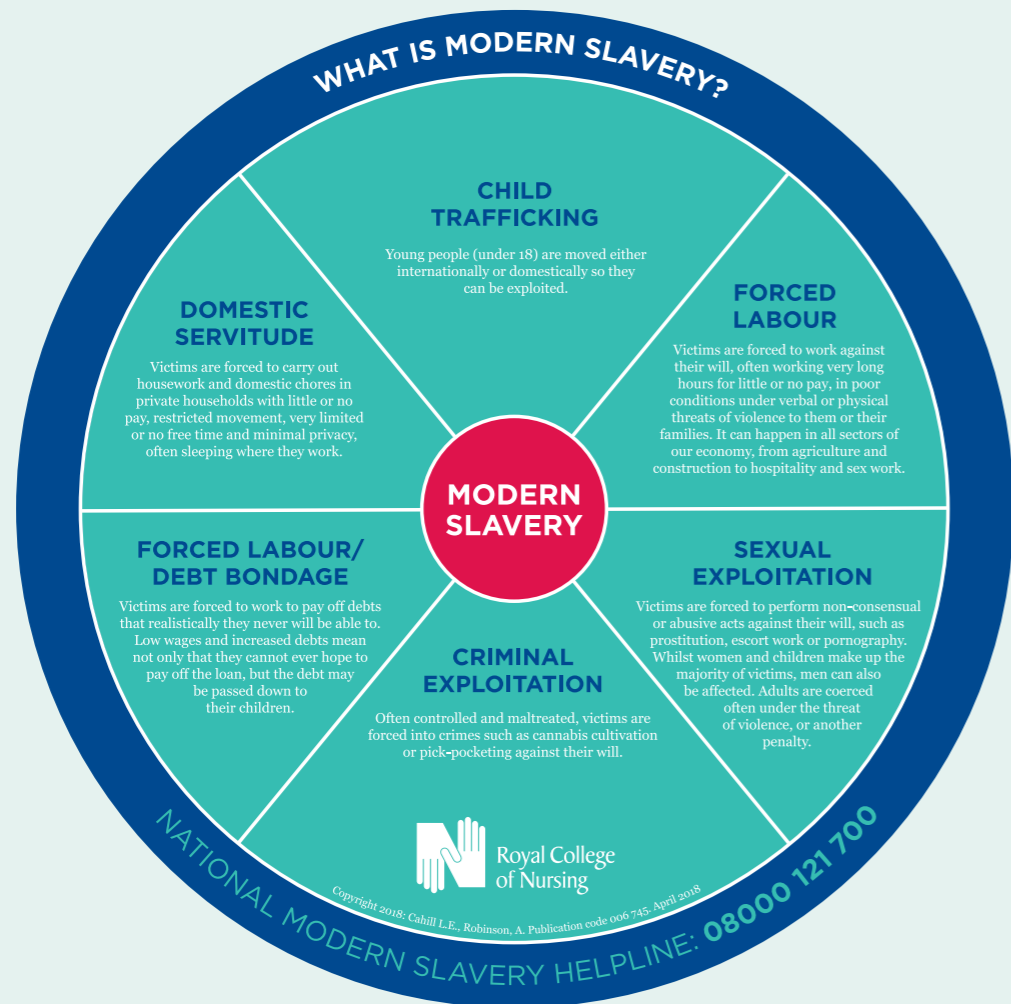 WHAT IS MODERN SLAVERY?
CHILD
TRAFFICKING
Young people (under 18) are moved either
internationally or domestically so they
can be exploited.
FORCED
LABOUR
Victims are forced to work against
their will, often working very long
hours for little or no pay, in poor
conditions under verbal or physical
threats of violence to them or their
families. It can happen in all sectors of
our economy, from agriculture and
construction to hospitality and sex work.
SEXUAL
EXPLOITATION
Victims are forced to perform non-consensual
or abusive acts against their will, such as
prostitution, escort work or pornography.
Whilst women and children make up the
majority of victims, men can also
be affected. Adults are coerced
often under the threat
of violence, or another
penalty.
CRIMINAL
EXPLOITATION
Often controlled and maltreated, victims are
forced into crimes such as cannabis cultivation
or pick-pocketing against their will.
FORCED LABOUR/
DEBT BONDAGE
Victims are forced to work to pay off debts
that realistically they never will be able to.
Low wages and increased debts mean
not only that they cannot ever hope to
pay off the loan, but the debt may
be passed down to
their children.
DOMESTIC
SERVITUDE
Victims are forced to carry out
housework and domestic chores in
private households with little or no
pay, restricted movement, very limited
or no free time and minimal privacy,
often sleeping where they work.
MODERN
SLAVERY
Royal College
of Nursing
Copyright 2018: Cahill L.E., Robinson, A. Publication code 006 745. April 2018
NATIONAL MODERN SLAVERY HELPLINE: 08000 121 700